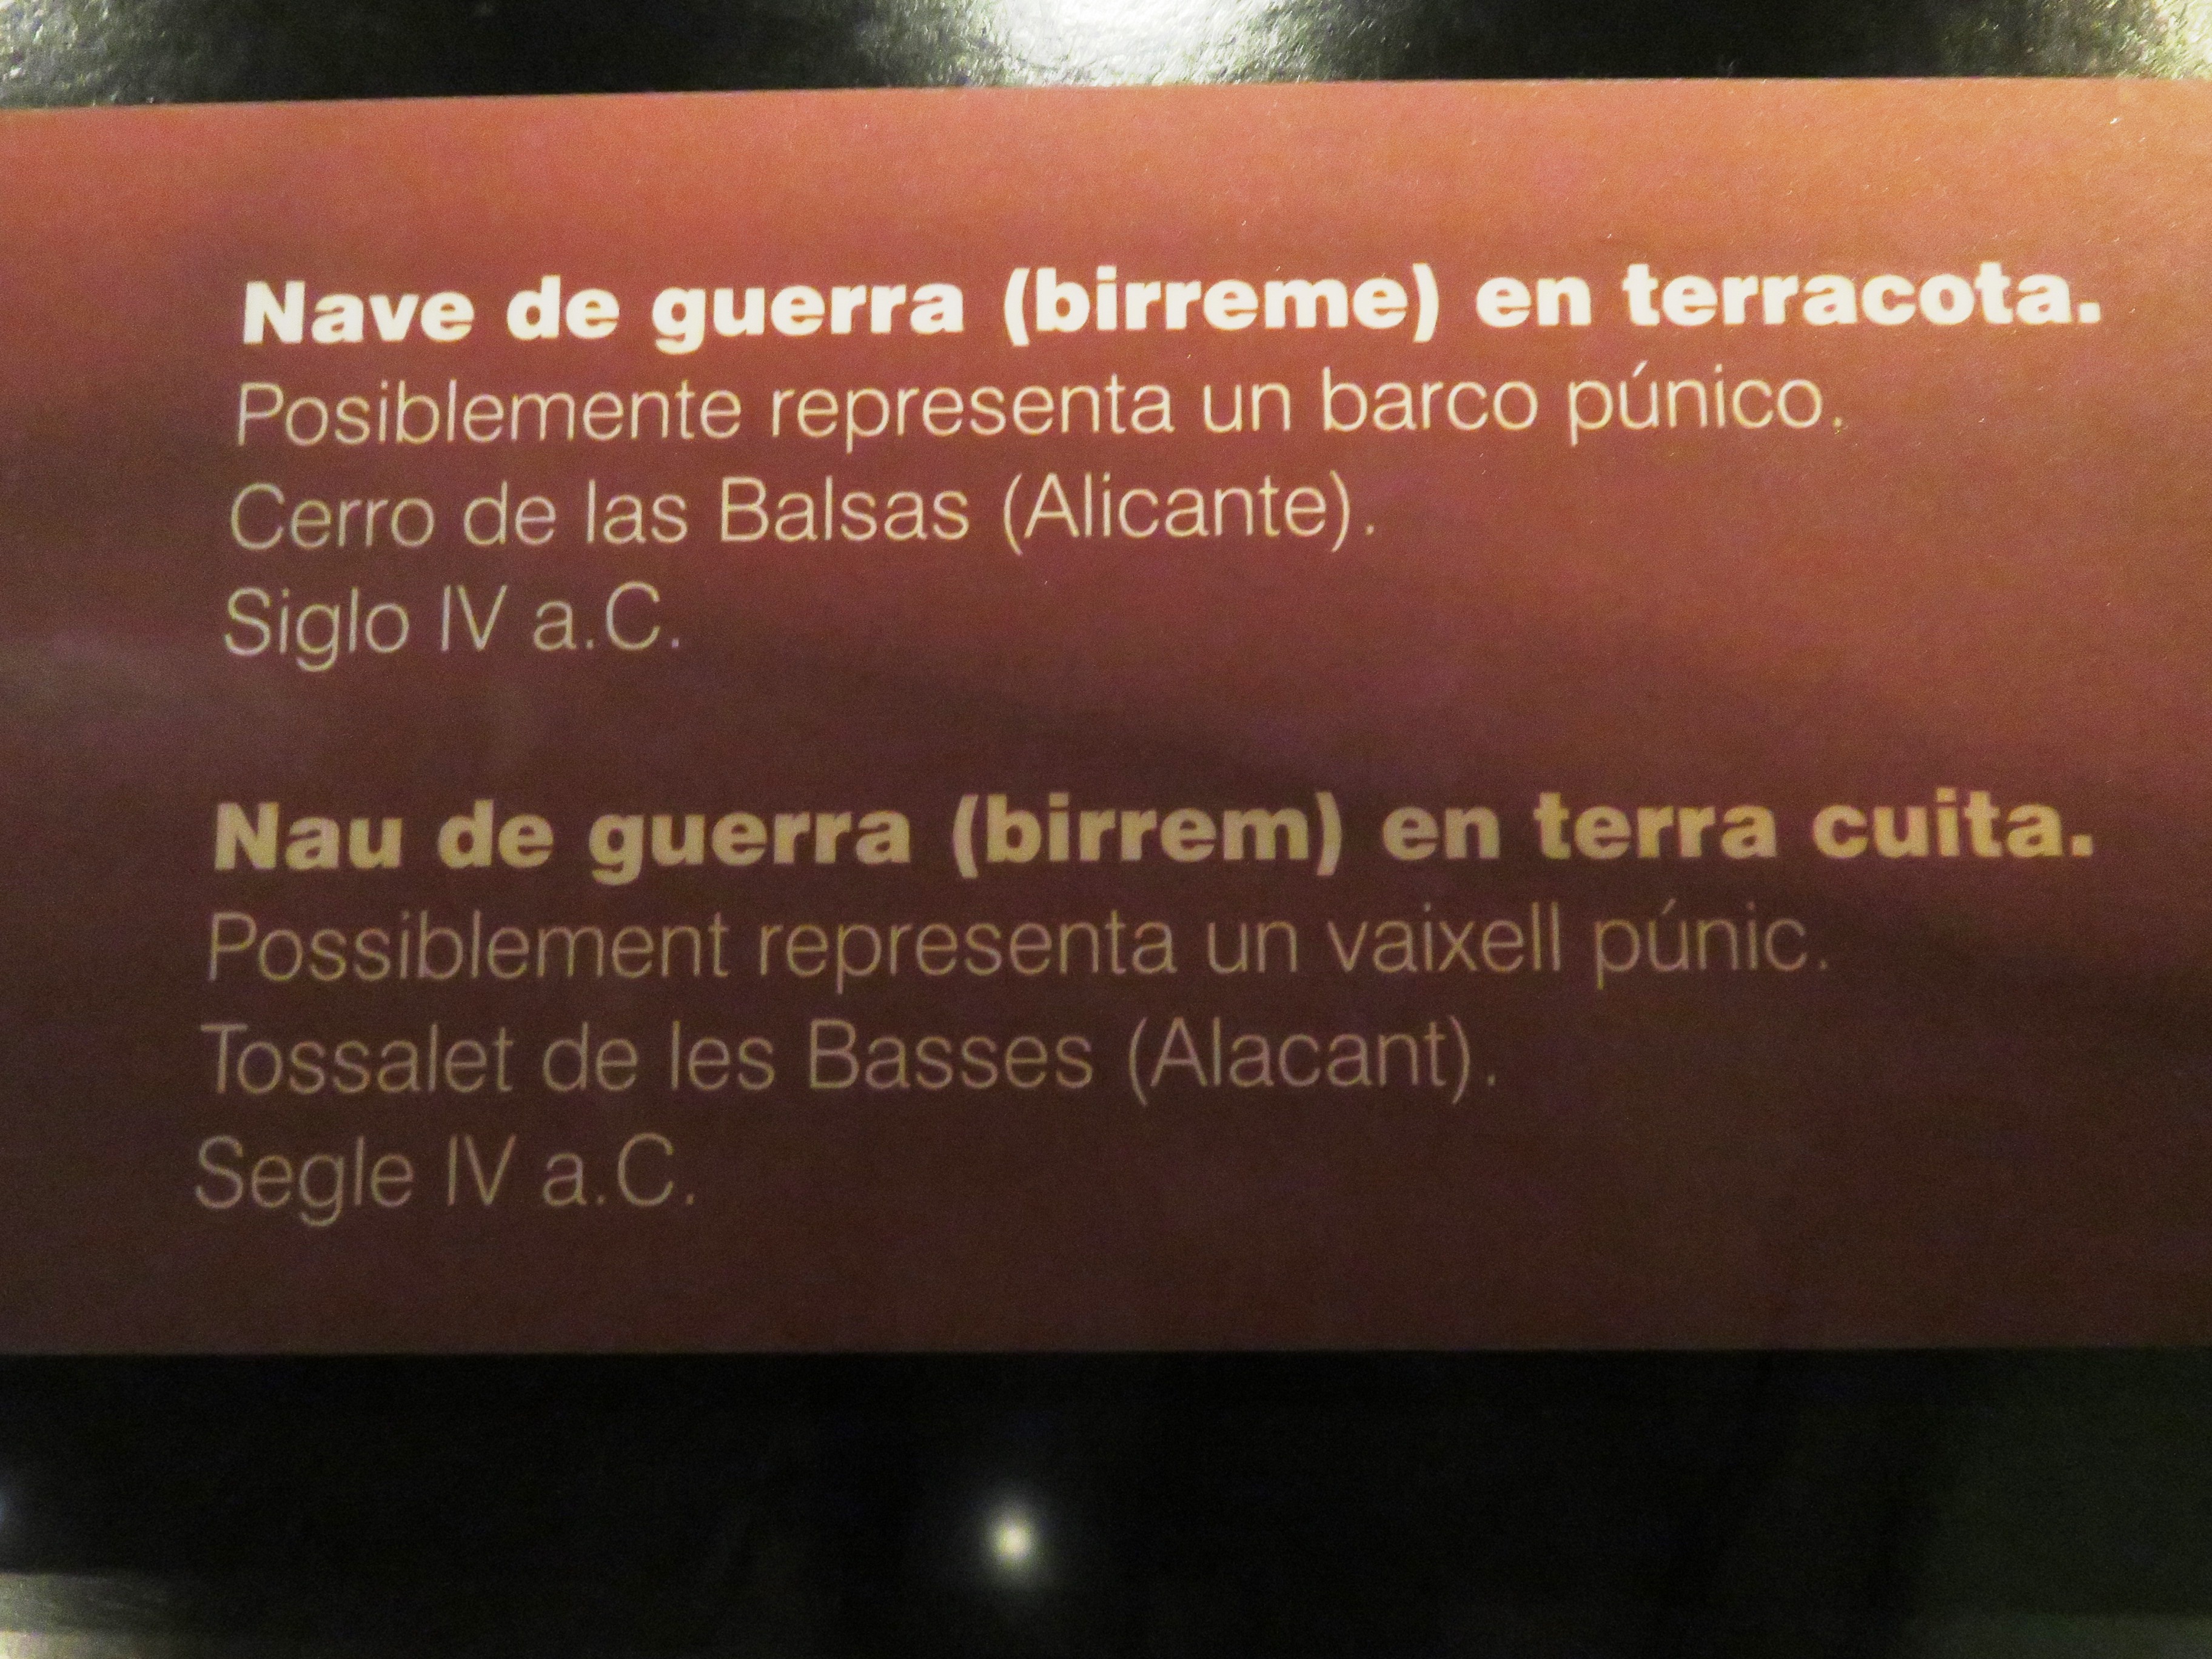 Nave de guerra (birreme) en terracota.
Posiblemente representa un barco púnico.
Cerro de las Balsas (Alicante).
Siglo IV a.C.
Nau de guerra (birrem) en terra cuita.
Possiblement representa un vaixell púnic.
Tossalet de les Basses (Alacant).
Segle IV a.C.